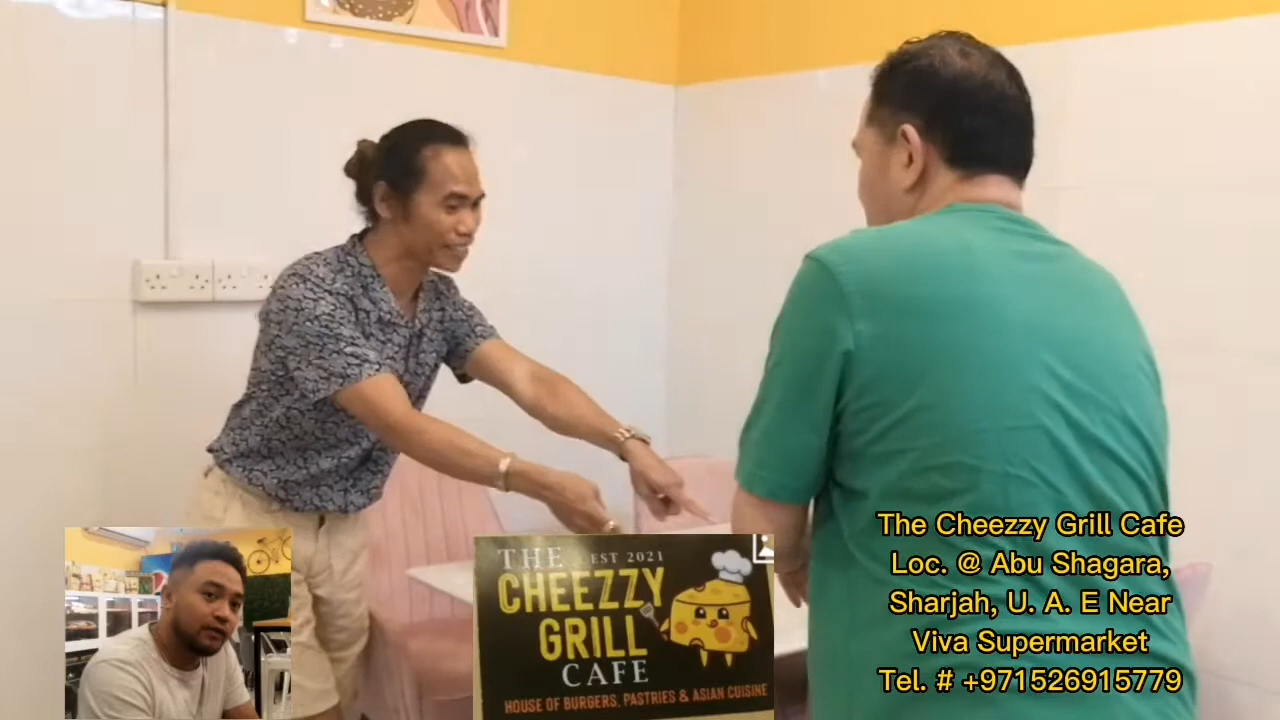 THE EST 2021
CHEEZZY
GRILL
CAFE
HOUSE OF BURGERS, PASTRIES & ASIAN CUISINE
The Cheezzy Grill Cafe
Loc. @ Abu Shagara,
Sharjah, U. A. E Near
Viva Supermarket
Tel. # +971526915779